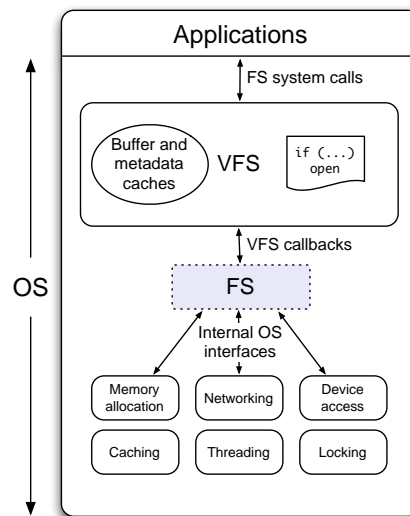 Applications
FS system calls
Buffer and
metadata
caches
VFS
if (...)
open
VFS callbacks
OS
FS
Internal OS
interfaces
Memory
allocation
Networking
Device
access
Caching
Threading
Locking